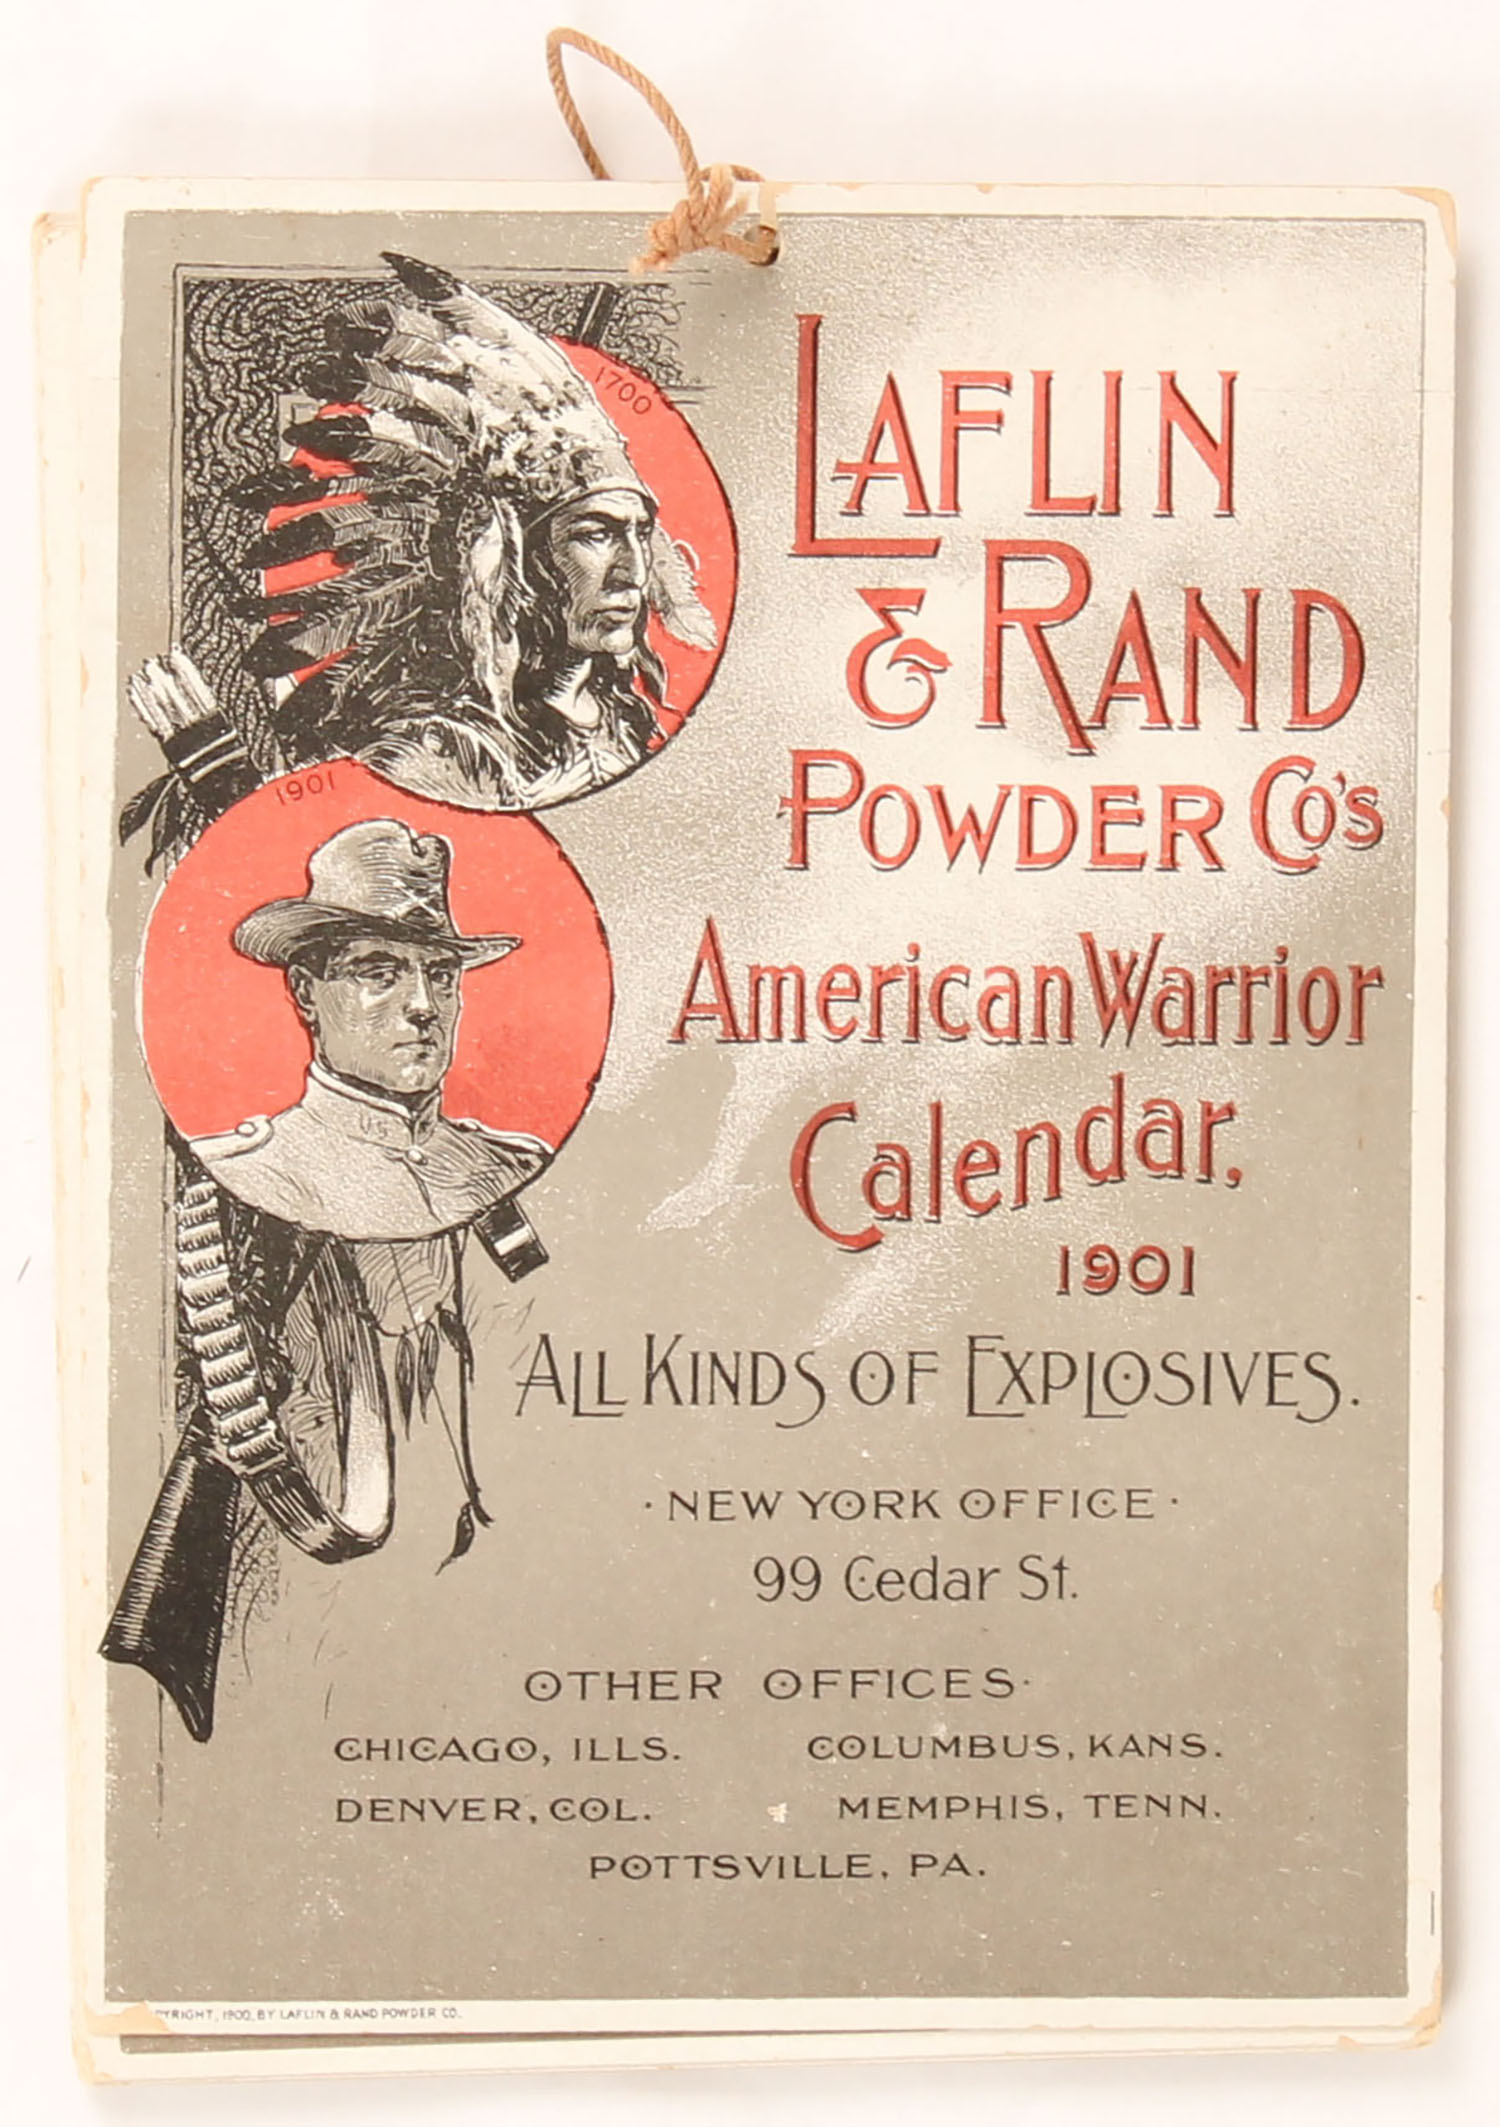 1700
LAFLIN
& RAND
POWDER CO'S
1901
American Warrior
Calendar,
1901
US
ALL KINDS OF EXPLOSIVES.
· NEW YORK OFFICE ·
99 Cedar St.
OTHER OFFICES·
CHICAGO, ILLS. COLUMBUS, KANS.
DENVER, COL. MEMPHIS, TENN.
POTTSVILLE, PA.
YRIGHT, 1900, BY LAFLIN & RAND POWDER CO.